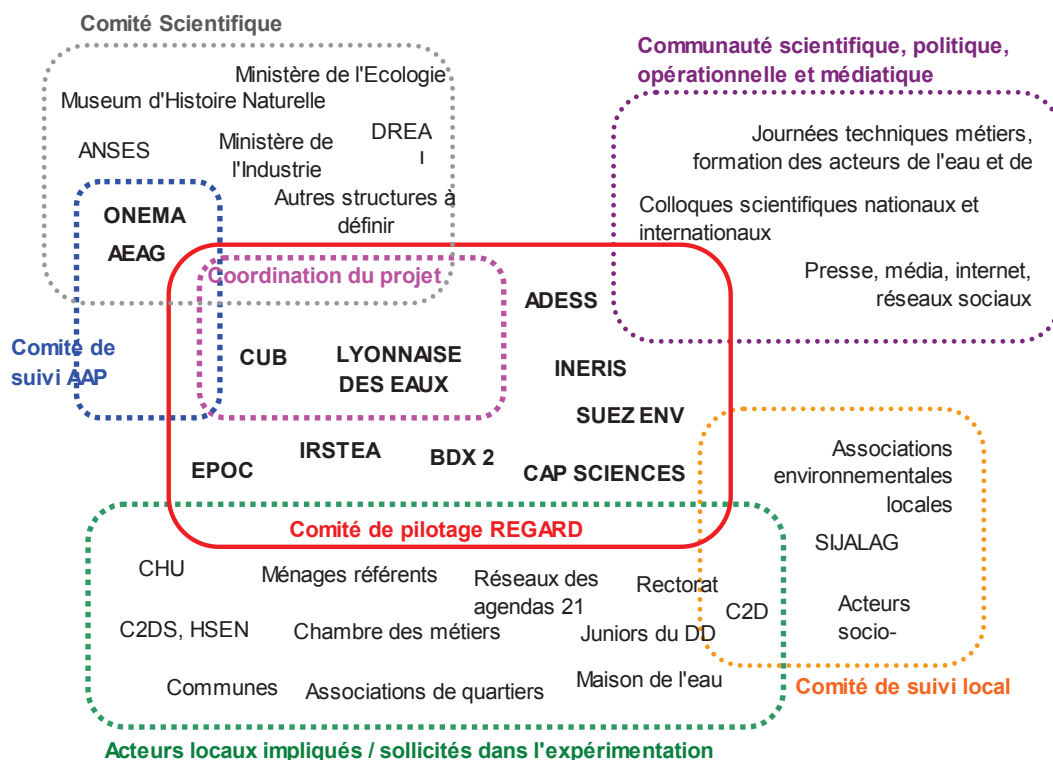 Comité Scientifique
Ministère de l'Ecologie
Museum d'Histoire Naturelle
ANSES
Ministère de
l'Industrie
DREA
I
Autres structures à
définir
ONEMA
AEAG
Communauté scientifique, politique,
opérationnelle et médiatique
Journées techniques métiers,
formation des acteurs de l'eau et de
Colloques scientifiques nationaux et
internationaux
Presse, média, internet,
réseaux sociaux
Coordination du projet
ADESS
Comité de
suivi AAP
CUB
LYONNAISE
DES EAUX
INERIS
SUEZ ENV
IRSTEA
BDX 2
EPOC
CAP SCIENCES
Comité de pilotage REGARD
Associations
environnementales
locales
SIJALAG
Acteurs
socio-
C2D
Comité de suivi local
CHU
Ménages référents
Réseaux des
agendas 21
Rectorat
C2DS, HSEN
Chambre des métiers
Juniors du DD
Communes
Associations de quartiers
Maison de l'eau
Acteurs locaux impliqués / sollicités dans l'expérimentation